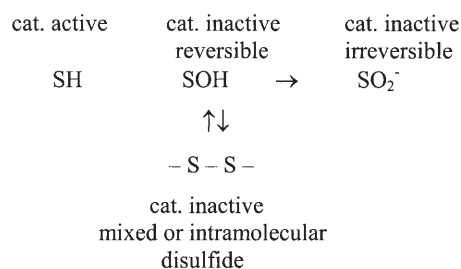 cat. active cat. inactive cat. inactive
reversible irreversible
SH SOH → SO₂⁻
↑↓
– S – S –
cat. inactive
mixed or intramolecular
disulfide